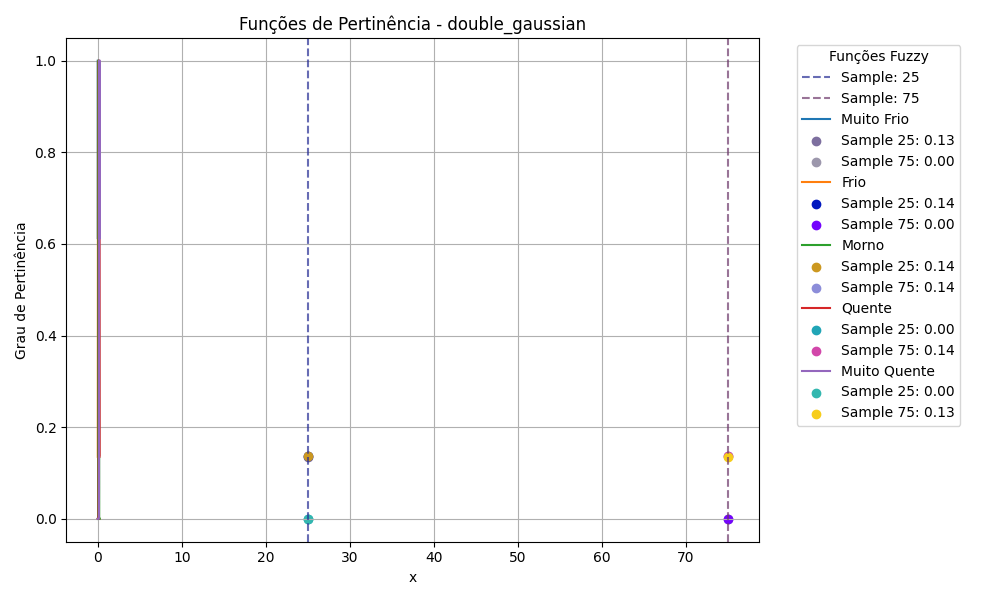 Funções de Pertinência - double_gaussian
Grau de Pertinência
1.0
0.8
0.6
0.4
0.2
0.0
0
10
20
30
40
50
60
70
x
Funções Fuzzy
Sample: 25
Sample: 75
Muito Frio
Sample 25: 0.13
Sample 75: 0.00
Frio
Sample 25: 0.14
Sample 75: 0.00
Morno
Sample 25: 0.14
Sample 75: 0.14
Quente
Sample 25: 0.00
Sample 75: 0.14
Muito Quente
Sample 25: 0.00
Sample 75: 0.13